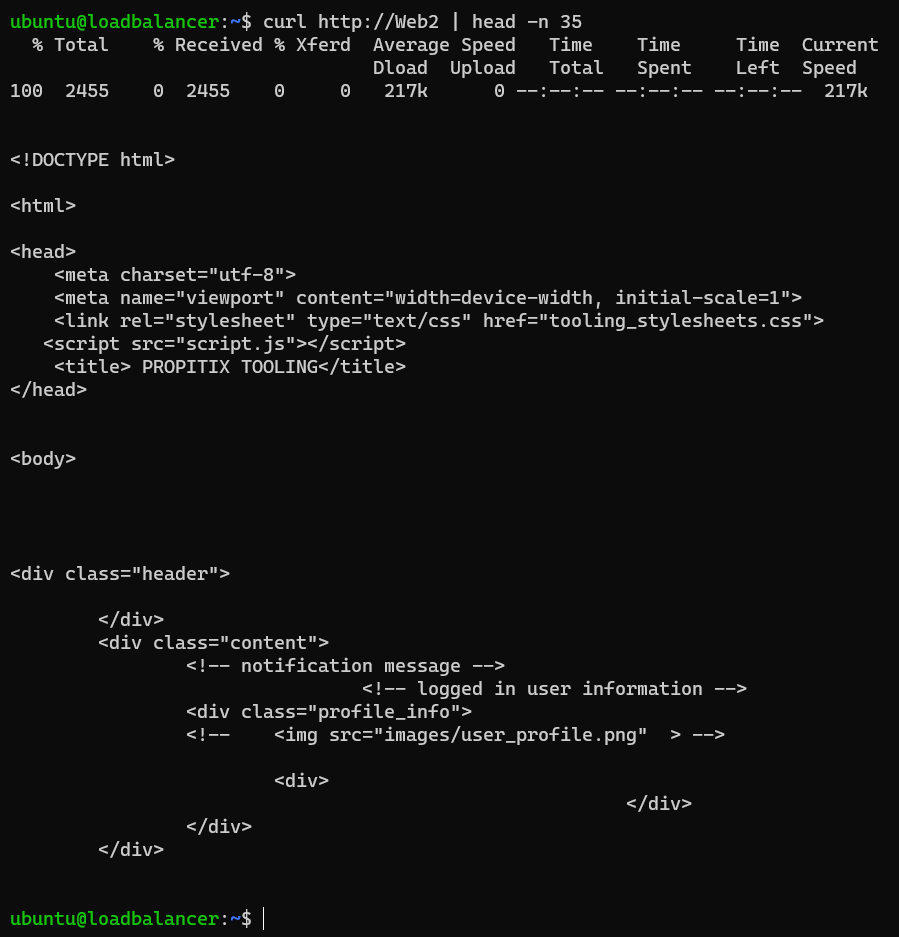 ubuntu@loadbalancer:~$ curl http://Web2 | head -n 35
  % Total    % Received % Xferd  Average Speed   Time    Time     Time  Current
                                 Dload  Upload   Total   Spent    Left  Speed
100  2455    0  2455    0     0   217k      0 --:--:-- --:--:-- --:--:--  217k
<!DOCTYPE html>
<html>
<head>
    <meta charset="utf-8">
    <meta name="viewport" content="width=device-width, initial-scale=1">
    <link rel="stylesheet" type="text/css" href="tooling_stylesheets.css">
   <script src="script.js"></script>
    <title> PROPITIX TOOLING</title>
</head>
<body>
<div class="header">
        </div>
        <div class="content">
                <!-- notification message -->
                                <!-- logged in user information -->
                <div class="profile_info">
                <!--    <img src="images/user_profile.png"  > -->
                        <div>
                                                        </div>
                </div>
        </div>
ubuntu@loadbalancer:~$